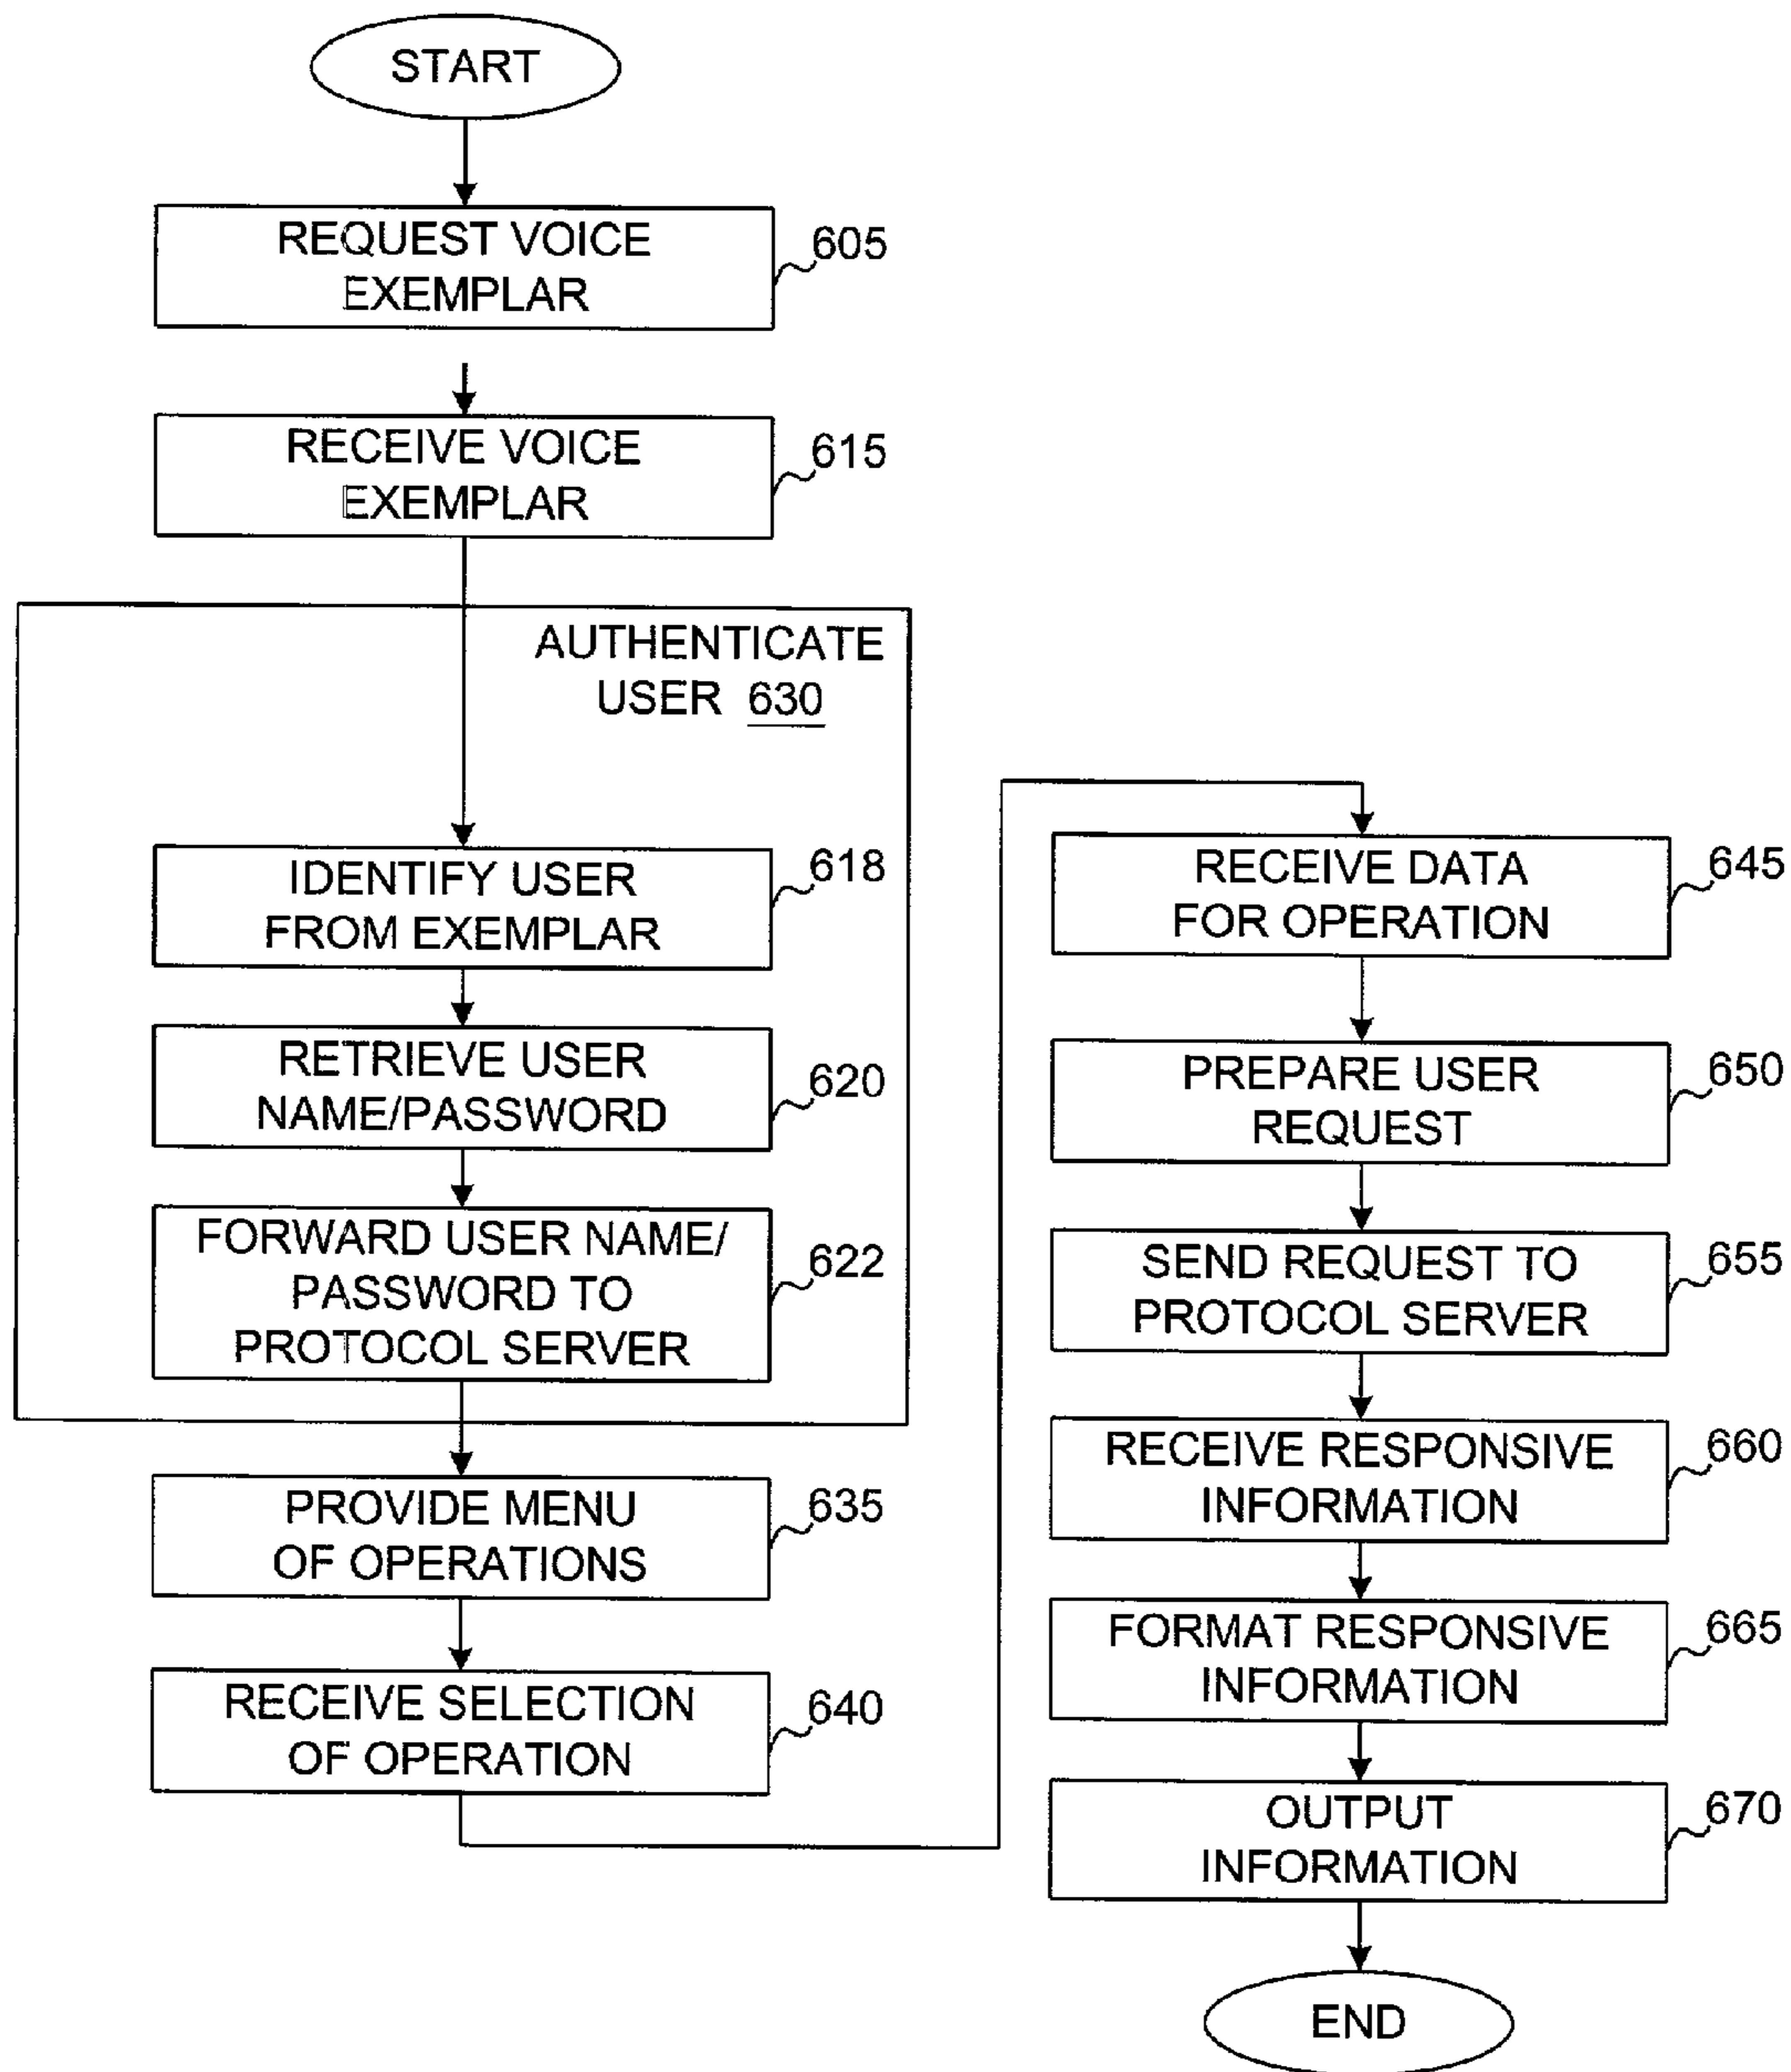 START
REQUEST VOICE
EXEMPLAR
605
RECEIVE VOICE
EXEMPLAR
615
AUTHENTICATE
USER 630
IDENTIFY USER
FROM EXEMPLAR
618
RETRIEVE USER
NAME/PASSWORD
620
FORWARD USER NAME/
PASSWORD TO
PROTOCOL SERVER
622
PROVIDE MENU
OF OPERATIONS
635
RECEIVE SELECTION
OF OPERATION
640
RECEIVE DATA
FOR OPERATION
645
PREPARE USER
REQUEST
650
SEND REQUEST TO
PROTOCOL SERVER
655
RECEIVE RESPONSIVE
INFORMATION
660
FORMAT RESPONSIVE
INFORMATION
665
OUTPUT
INFORMATION
670
END